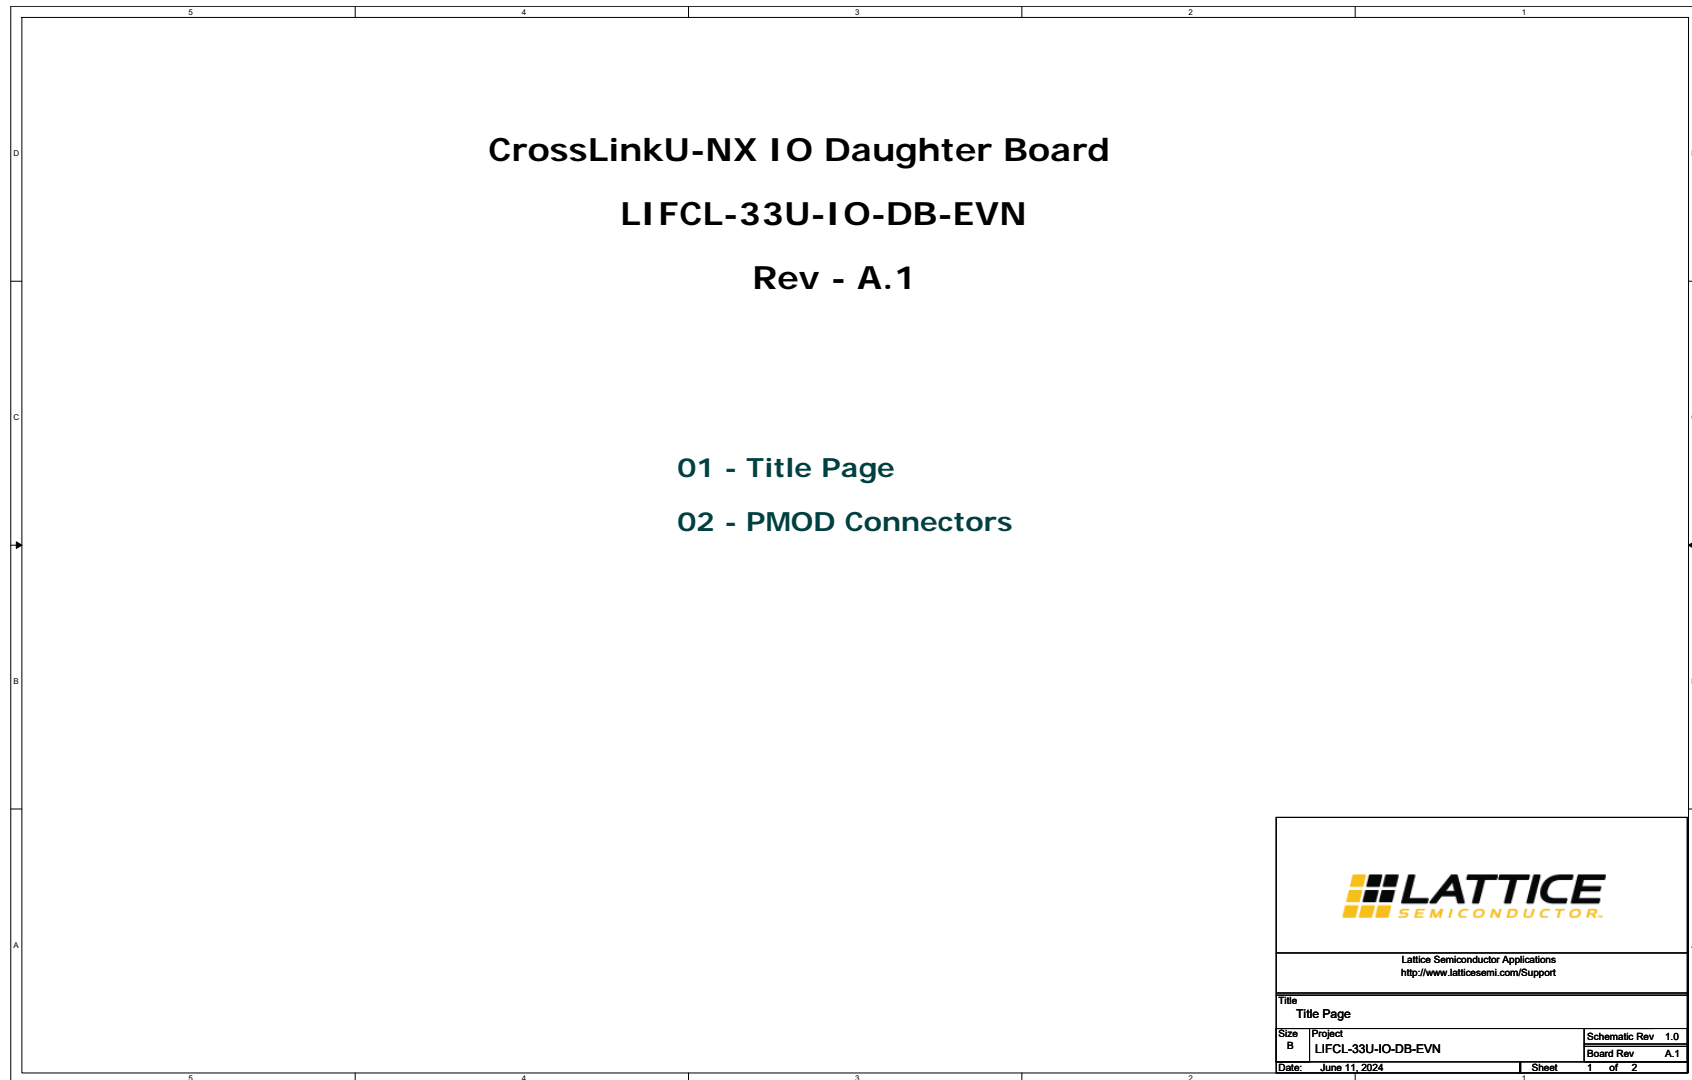 5 4 3 2 1
D
CrossLinkU-NX IO Daughter Board
LIFCL-33U-IO-DB-EVN
Rev - A.1
C
01 - Title Page
02 - PMOD Connectors
B
A
LATTICE
SEMICONDUCTOR
Lattice Semiconductor Applications
http://www.latticesemi.com/Support
Title
Title Page
Size Project Schematic Rev 1.0
B LIFCL-33U-IO-DB-EVN Board Rev A.1
Date: June 11, 2024 Sheet 1 of 2
5 4 3 2 1